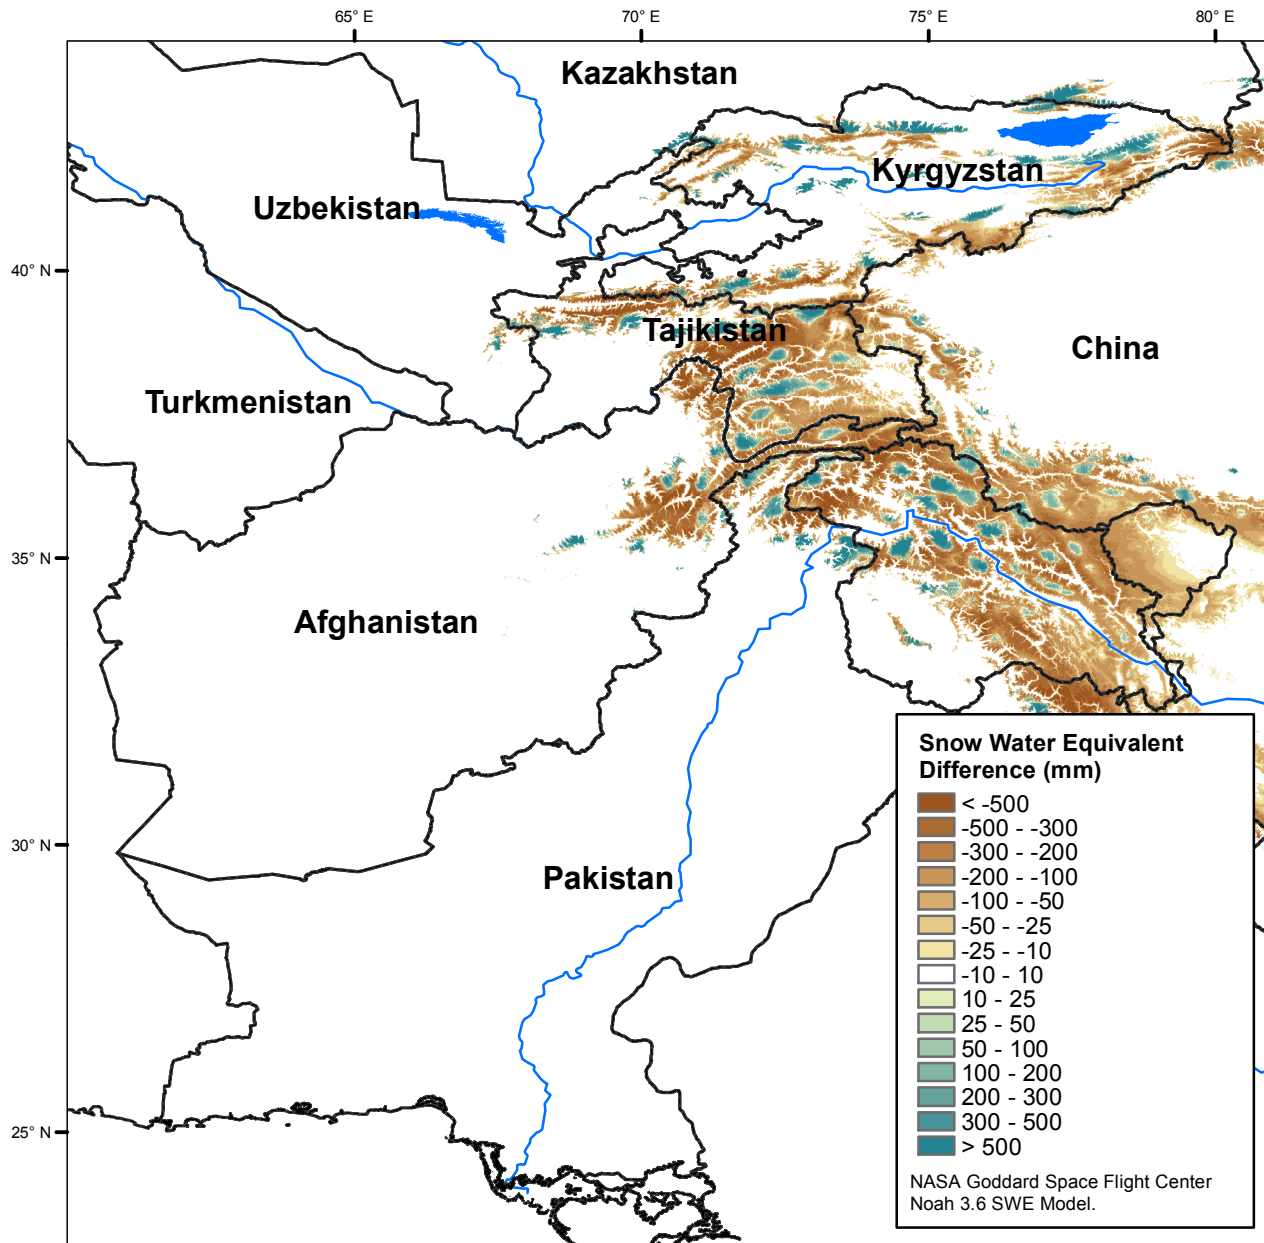 65° E
70° E
75° E
80° E
Kazakhstan
Kyrgyzstan
Uzbekistan
40° N
Tajikistan
China
Turkmenistan
35° N
Afghanistan
30° N
Pakistan
25° N
Snow Water Equivalent
Difference (mm)
< -500
-500 - -300
-300 - -200
-200 - -100
-100 - -50
-50 - -25
-25 - -10
-10 - 10
10 - 25
25 - 50
50 - 100
100 - 200
200 - 300
300 - 500
> 500
NASA Goddard Space Flight Center
Noah 3.6 SWE Model.